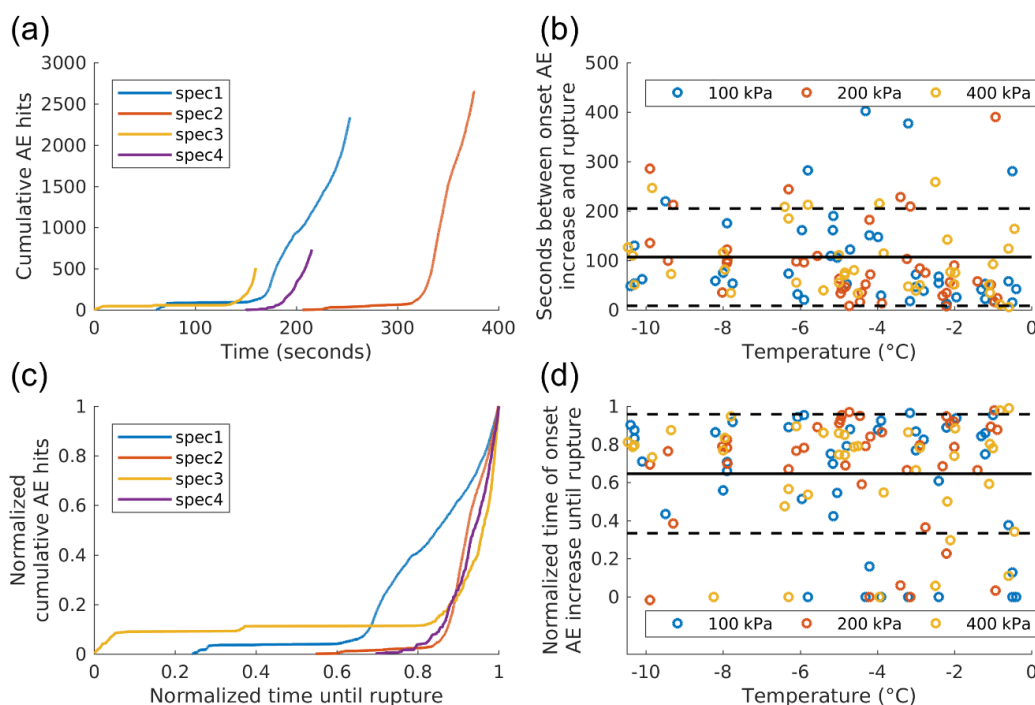 (a)
3000
2500
2000
1500
1000
500
0
Cumulative AE hits
spec1
spec2
spec3
spec4
0 100 200 300 400
Time (seconds)
(b)
500
400
300
200
100
0
Seconds between onset AE
increase and rupture
100 kPa 200 kPa 400 kPa
-10 -8 -6 -4 -2 0
Temperature (°C)
(c)
1
0.8
0.6
0.4
0.2
0
Normalized
cumulative AE hits
spec1
spec2
spec3
spec4
0 0.2 0.4 0.6 0.8 1
Normalized time until rupture
(d)
1
0.8
0.6
0.4
0.2
0
Normalized time of onset
AE increase until rupture
100 kPa 200 kPa 400 kPa
-10 -8 -6 -4 -2 0
Temperature (°C)